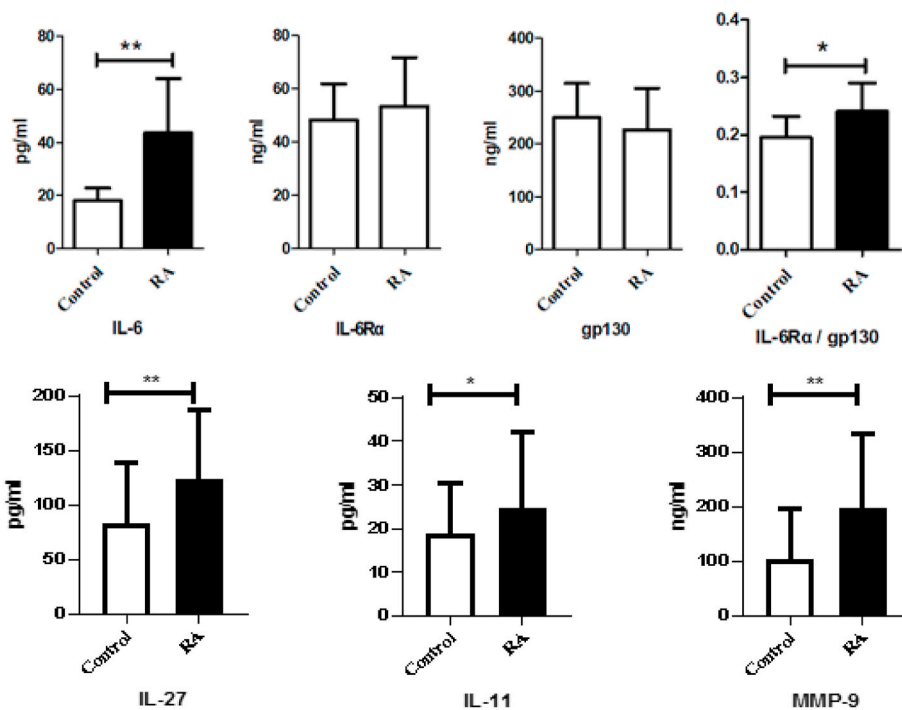 80
60
40
20
0
pg/ml
**
Control
RA
IL-6
80
60
40
20
0
ng/ml
Control
RA
IL-6Rα
400
300
200
100
0
ng/ml
Control
RA
gp130
0.4
0.3
0.2
0.1
0.0
*
Control
RA
IL-6Rα / gp130
200
150
100
50
0
pg/ml
**
Control
RA
IL-27
50
40
30
20
10
0
pg/ml
*
Control
RA
IL-11
400
300
200
100
0
ng/ml
**
Control
RA
MMP-9